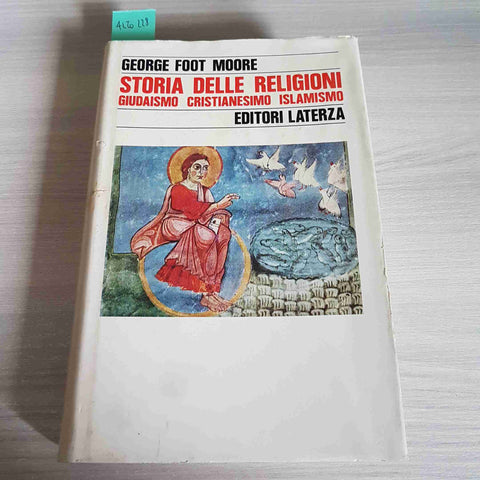 GEORGE FOOT MOORE
STORIA DELLE RELIGIONI
GIUDAISMO CRISTIANESIMO ISLAMISMO
EDITORI LATERZA